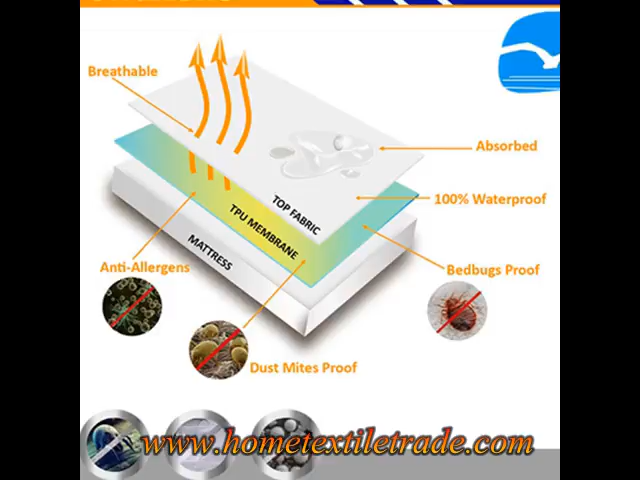 Breathable
Absorbed
100% Waterproof
TOP FABRIC
TPU MEMBRANE
MATTRESS
Anti-Allergens
Bedbugs Proof
Dust Mites Proof
www.hometextiletrade.com